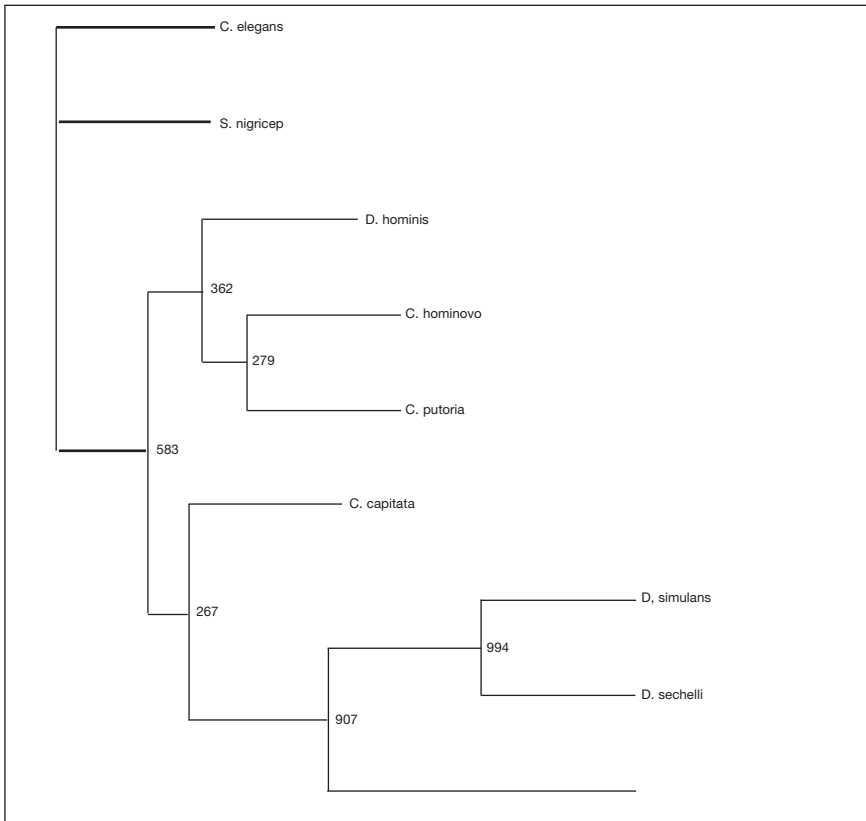 C. elegans
S. nigricep
D. hominis
362
C. hominovo
279
C. putoria
583
C. capitata
D, simulans
267
994
D. sechelli
907